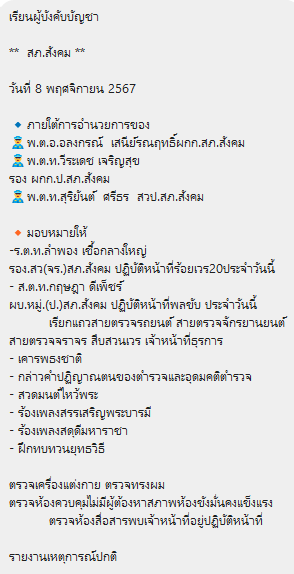 เรียนผู้บังคับบัญชา
** สภ.สังคม **
วันที่ 8 พฤศจิกายน 2567
🔹ภายใต้การอำนวยการของ
👮พ.ต.อ.อลงกรณ์ เสนีย์รณฤทธิ์ผกก.สภ.สังคม
👮พ.ต.ท.วีระเดช เจริญสุข
รอง ผกก.ป.สภ.สังคม
👮พ.ต.ท.สุริยันต์ ศรีธร สวป.สภ.สังคม
🔸มอบหมายให้
-ร.ต.ท.ลำพอง เชื้อกลางใหญ่
รอง.สว(จร.)สภ.สังคม ปฏิบัติหน้าที่ร้อยเวร20ประจำวันนี้
- ส.ต.ท.กฤษฎา ดีเพ็ชร์
ผบ.หมู่.(ป.)สภ.สังคม ปฏิบัติหน้าที่พลขับ ประจำวันนี้
เรียกแถวสายตรวจรถยนต์ สายตรวจจักรยานยนต์
สายตรวจจราจร สืบสวนเวร เจ้าหน้าที่ธุรการ
- เคารพธงชาติ
- กล่าวคำปฏิญาณตนของตำรวจและอุดมคติตำรวจ
- สวดมนต์ไหว้พระ
- ร้องเพลงสรรเสริญพระบารมี
- ร้องเพลงสดุดีมหาราชา
- ฝึกทบทวนยุทธวิธี
ตรวจเครื่องแต่งกาย ตรวจทรงผม
ตรวจห้องควบคุมไม่มีผู้ต้องหาสภาพห้องขังมั่นคงแข็งแรง
ตรวจห้องสื่อสารพบเจ้าหน้าที่อยู่ปฏิบัติหน้าที่
รายงานเหตุการณ์ปกติ